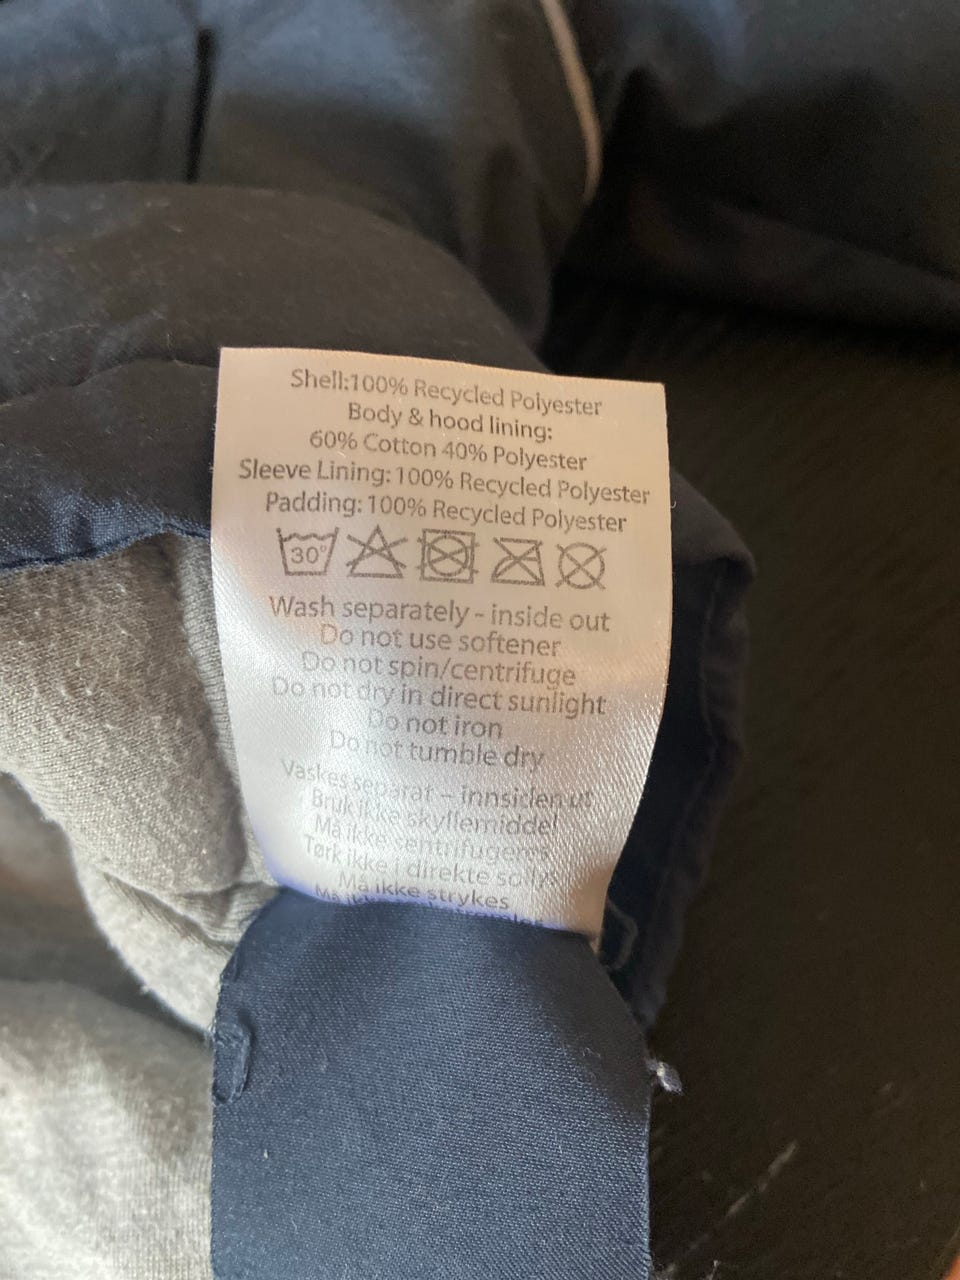 Shell:100% Recycled Polyester
Body & hood lining:
60% Cotton 40% Polyester
Sleeve Lining: 100% Recycled Polyester
Padding: 100% Recycled Polyester
30°
Wash separately - inside out
Do not use softener
Do not spin/centrifuge
Do not dry in direct sunlight
Do not iron
Do not tumble dry
Vaskes separat – innsiden ut
Bruk ikke skyllemiddel
Må ikke sentrifugeres
Tørk ikke i direkte sollys
Må ikke strykes
Må